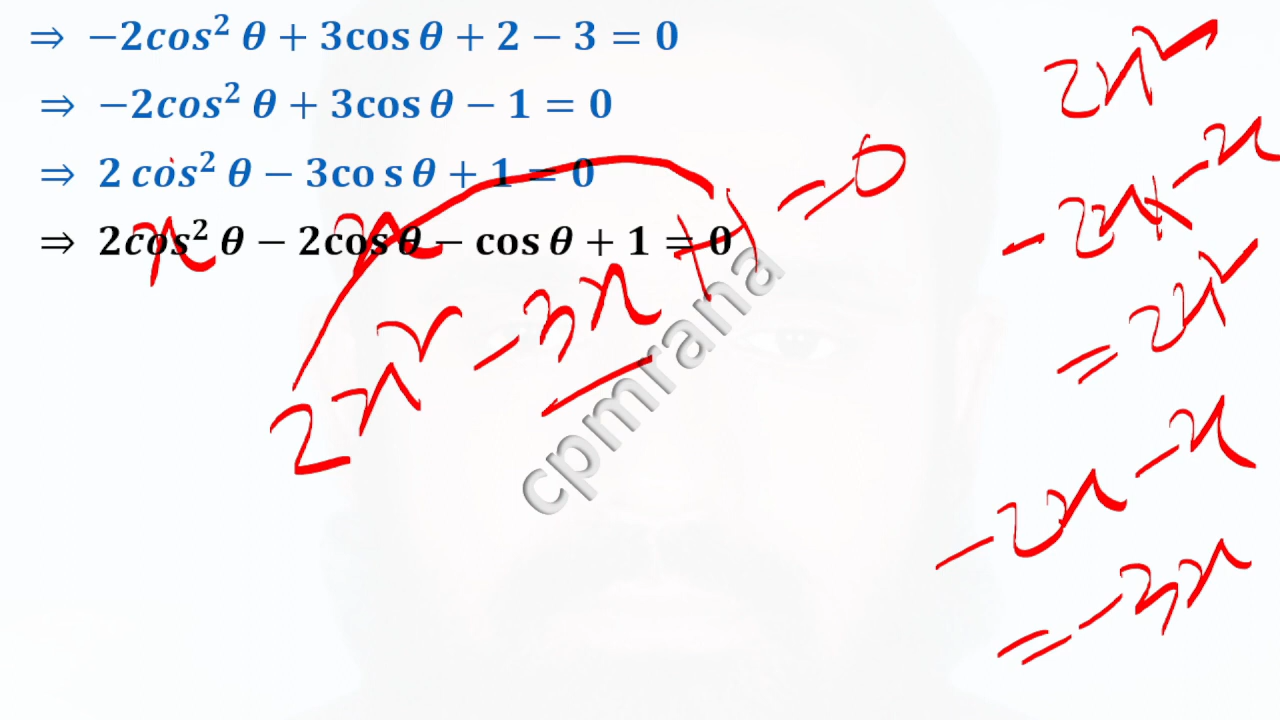 ⇒ −2cos² θ + 3cos θ + 2 − 3 = 0
⇒ −2cos² θ + 3cos θ − 1 = 0
⇒ 2 cos² θ − 3cos θ + 1 = 0
⇒ 2cos² θ − 2cos θ − cos θ + 1 = 0
x x
2x² − 3x + 1 = 0
cpmrana
2x²
− 2x × − x
= 2x²
− 2x − x
= − 3x